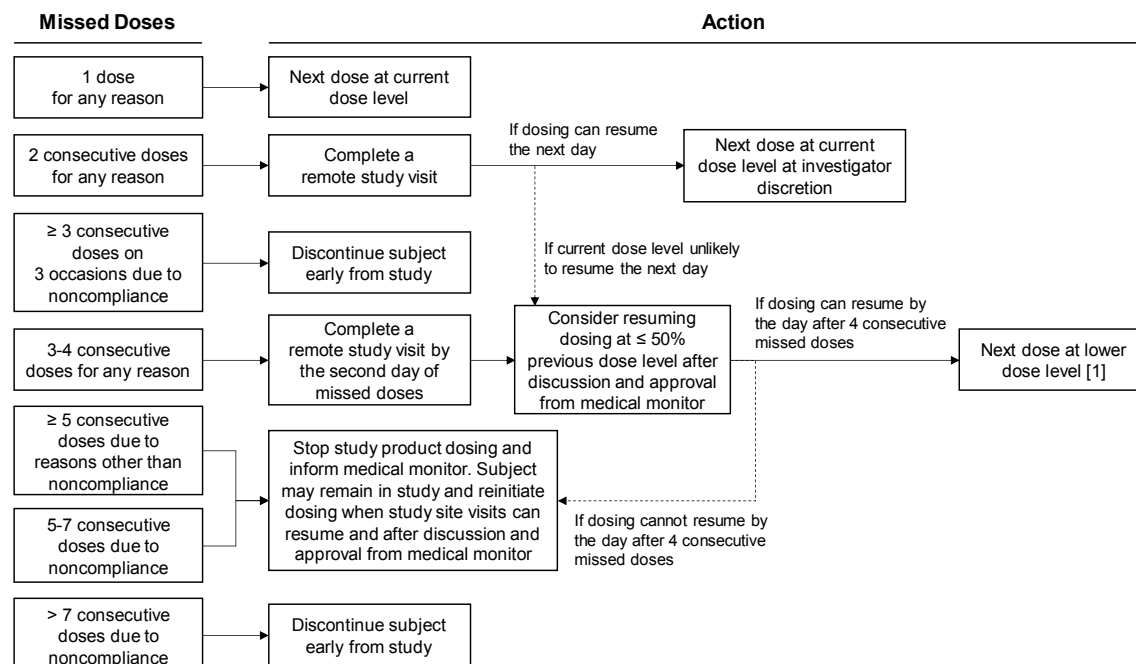 Missed Doses
Action
1 dose
for any reason
Next dose at current
dose level
2 consecutive doses
for any reason
Complete a
remote study visit
If dosing can resume
the next day
Next dose at current
dose level at investigator
discretion
≥ 3 consecutive
doses on
3 occasions due to
noncompliance
Discontinue subject
early from study
If current dose level unlikely
to resume the next day
3-4 consecutive
doses for any reason
Complete a
remote study visit by
the second day of
missed doses
Consider resuming
dosing at ≤ 50%
previous dose level after
discussion and approval
from medical monitor
If dosing can resume by
the day after 4 consecutive
missed doses
Next dose at lower
dose level [1]
≥ 5 consecutive
doses due to
reasons other than
noncompliance
5-7 consecutive
doses due to
noncompliance
Stop study product dosing and
inform medical monitor. Subject
may remain in study and reinitiate
dosing when study site visits can
resume and after discussion and
approval from medical monitor
If dosing cannot resume by
the day after 4 consecutive
missed doses
> 7 consecutive
doses due to
noncompliance
Discontinue subject
early from study